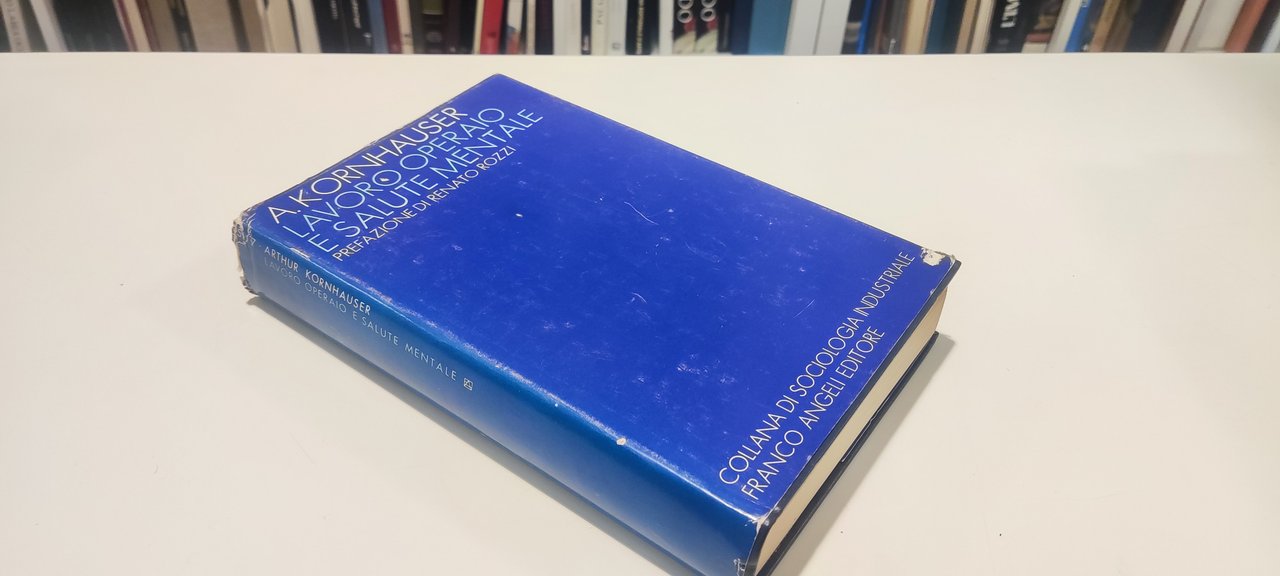 A. KORNHAUSER
LAVORO OPERAIO
E SALUTE MENTALE
PREFAZIONE DI RENATO ROZZI
COLLANA DI SOCIOLOGIA INDUSTRIALE
FRANCO ANGELI EDITORE
ARTHUR KORNHAUSER
LAVORO OPERAIO E SALUTE MENTALE